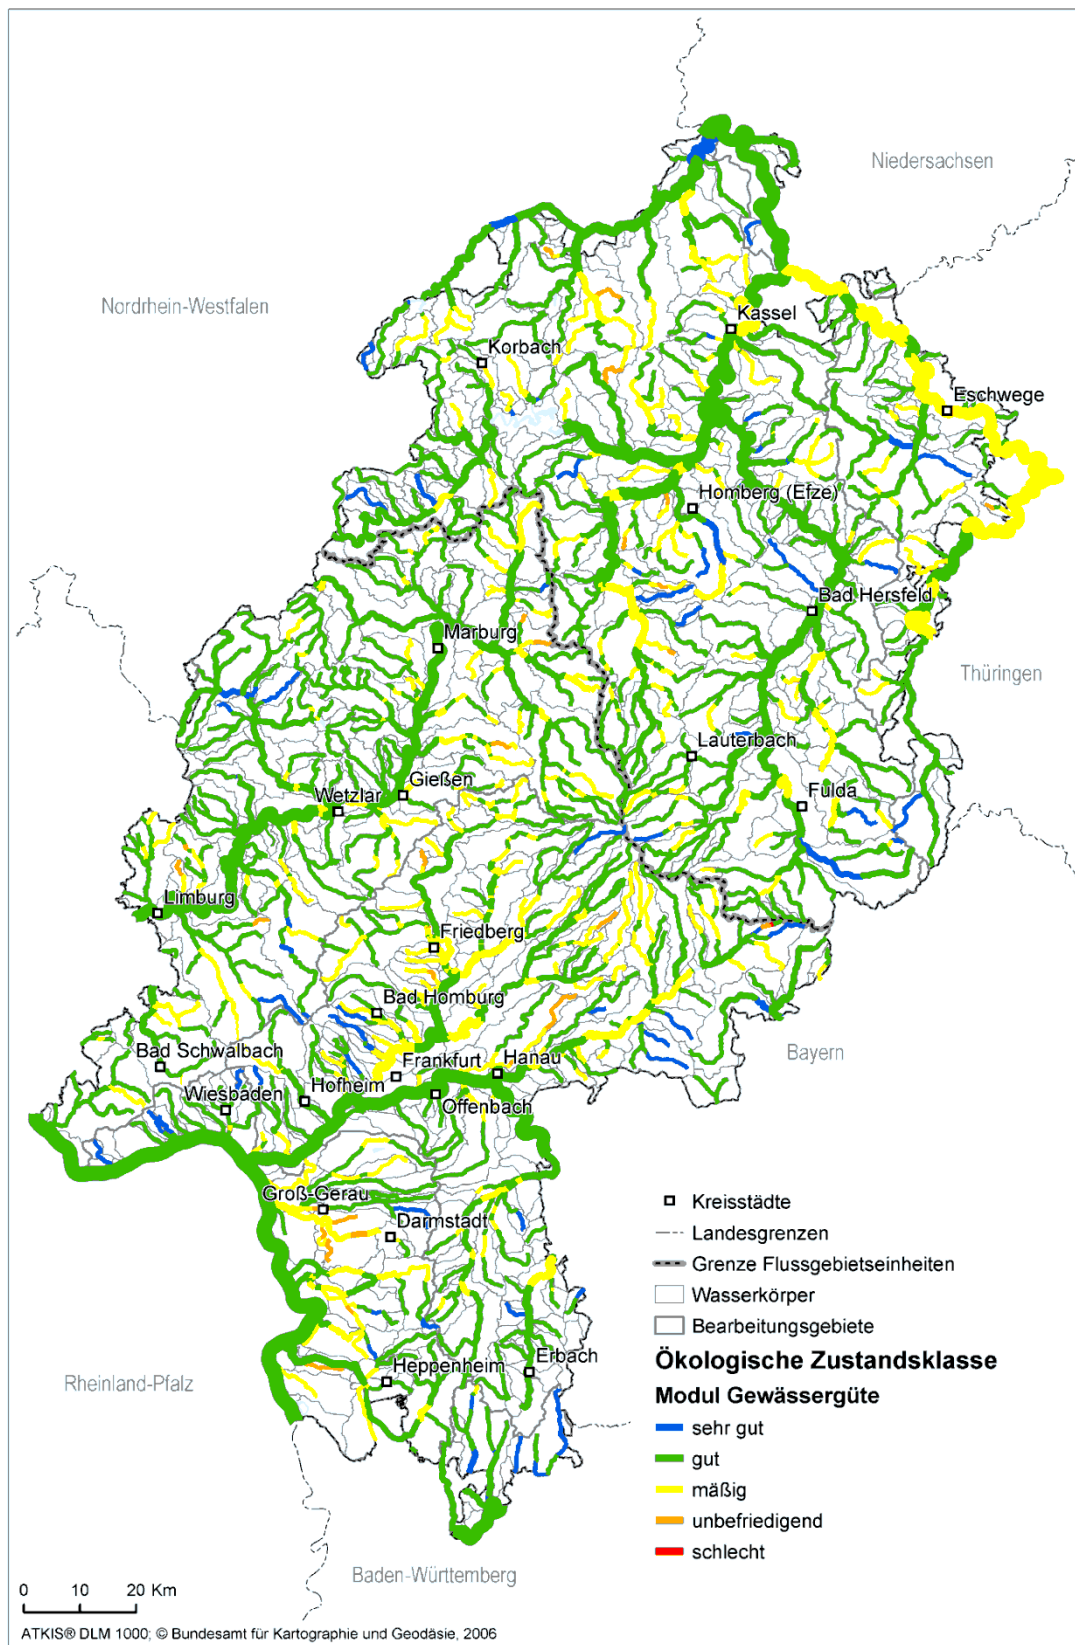 Niedersachsen
Nordrhein-Westfalen
Kassel
Korbach
Eschwege
Homberg (Efze)
Bad Hersfeld
Marburg
Thüringen
Lauterbach
Gießen
Wetzlar
Fulda
Limburg
Friedberg
Bad Homburg
Bad Schwalbach
Frankfurt
Hanau
Bayern
Hofheim
Wiesbaden
Offenbach
Groß-Gerau
Darmstadt
Heppenheim
Erbach
Rheinland-Pfalz
Baden-Württemberg
Kreisstädte
Landesgrenzen
Grenze Flussgebietseinheiten
Wasserkörper
Bearbeitungsgebiete
Ökologische Zustandsklasse
Modul Gewässergüte
sehr gut
gut
mäßig
unbefriedigend
schlecht
0 10 20 Km
ATKIS® DLM 1000; © Bundesamt für Kartographie und Geodäsie, 2006